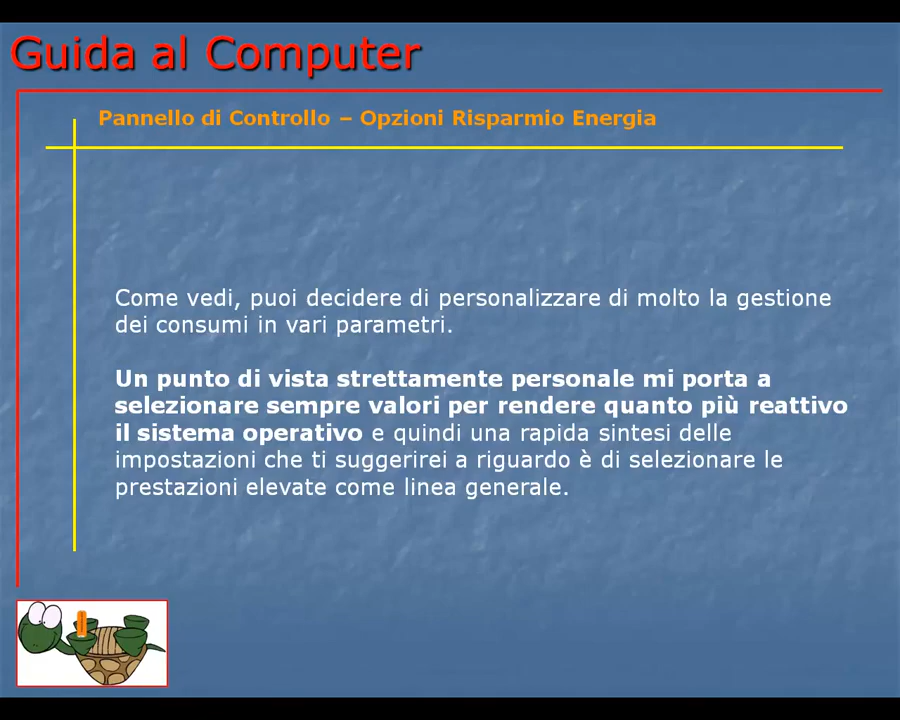 Guida al Computer
Pannello di Controllo – Opzioni Risparmio Energia
Come vedi, puoi decidere di personalizzare di molto la gestione
dei consumi in vari parametri.
Un punto di vista strettamente personale mi porta a
selezionare sempre valori per rendere quanto più reattivo
il sistema operativo e quindi una rapida sintesi delle
impostazioni che ti suggerirei a riguardo è di selezionare le
prestazioni elevate come linea generale.